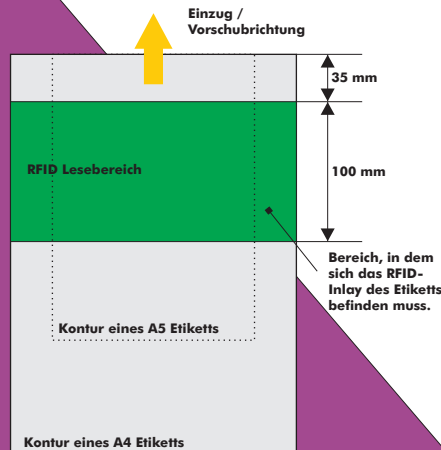 Einzug /
Vorschubrichtung
35 mm
RFID Lesebereich
100 mm
Bereich, in dem
sich das RFID-
Inlay des Etiketts
befinden muss.
Kontur eines A5 Etiketts
Kontur eines A4 Etiketts